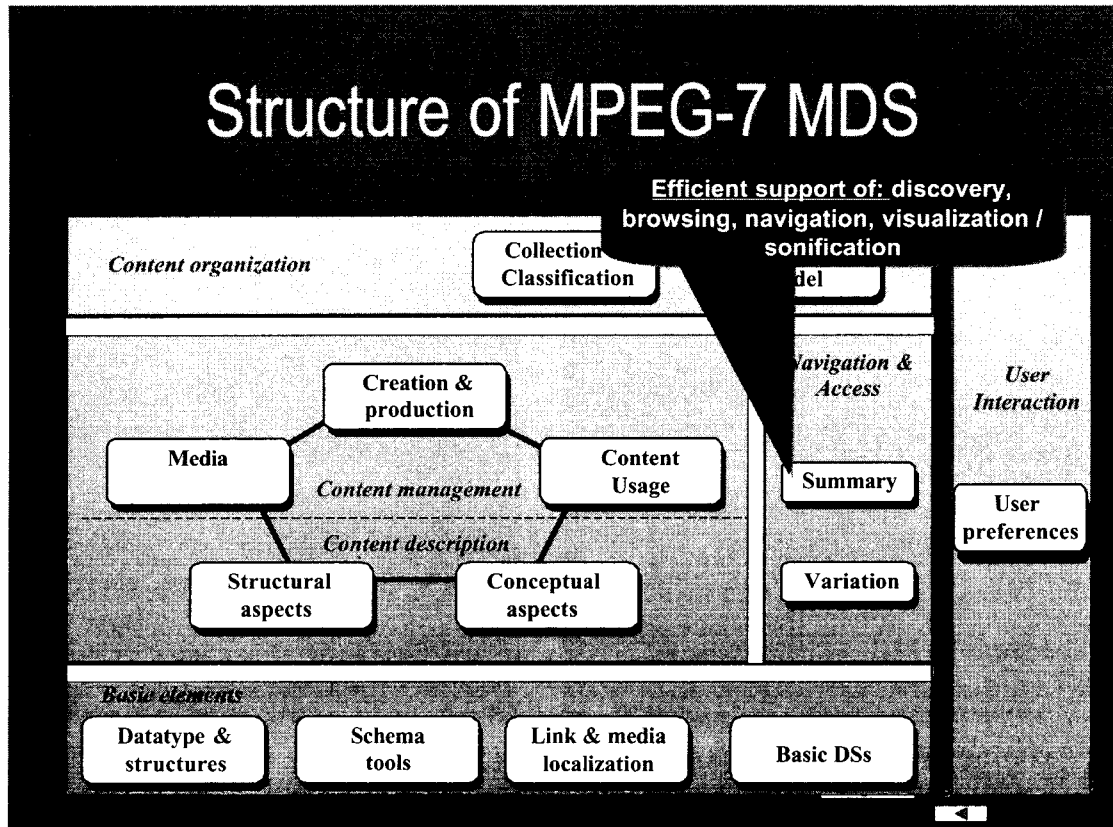 Structure of MPEG-7 MDS
Efficient support of: discovery,
browsing, navigation, visualization /
sonification
Content organization
Collection
Classification
del
Creation &
production
Media
Content
Usage
Content management
Content description
Structural
aspects
Conceptual
aspects
Navigation &
Access
Summary
Variation
User
Interaction
User
preferences
Basic elements
Datatype &
structures
Schema
tools
Link & media
localization
Basic DSs